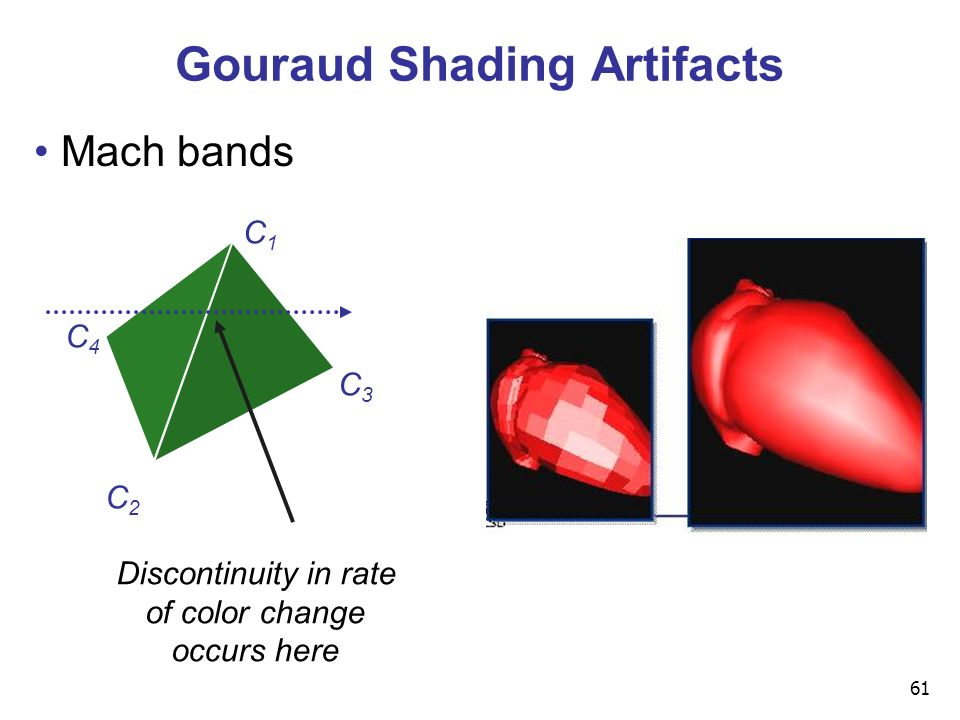 Gouraud Shading Artifacts
• Mach bands
C1
C4
C3
C2
Discontinuity in rate
of color change
occurs here
61